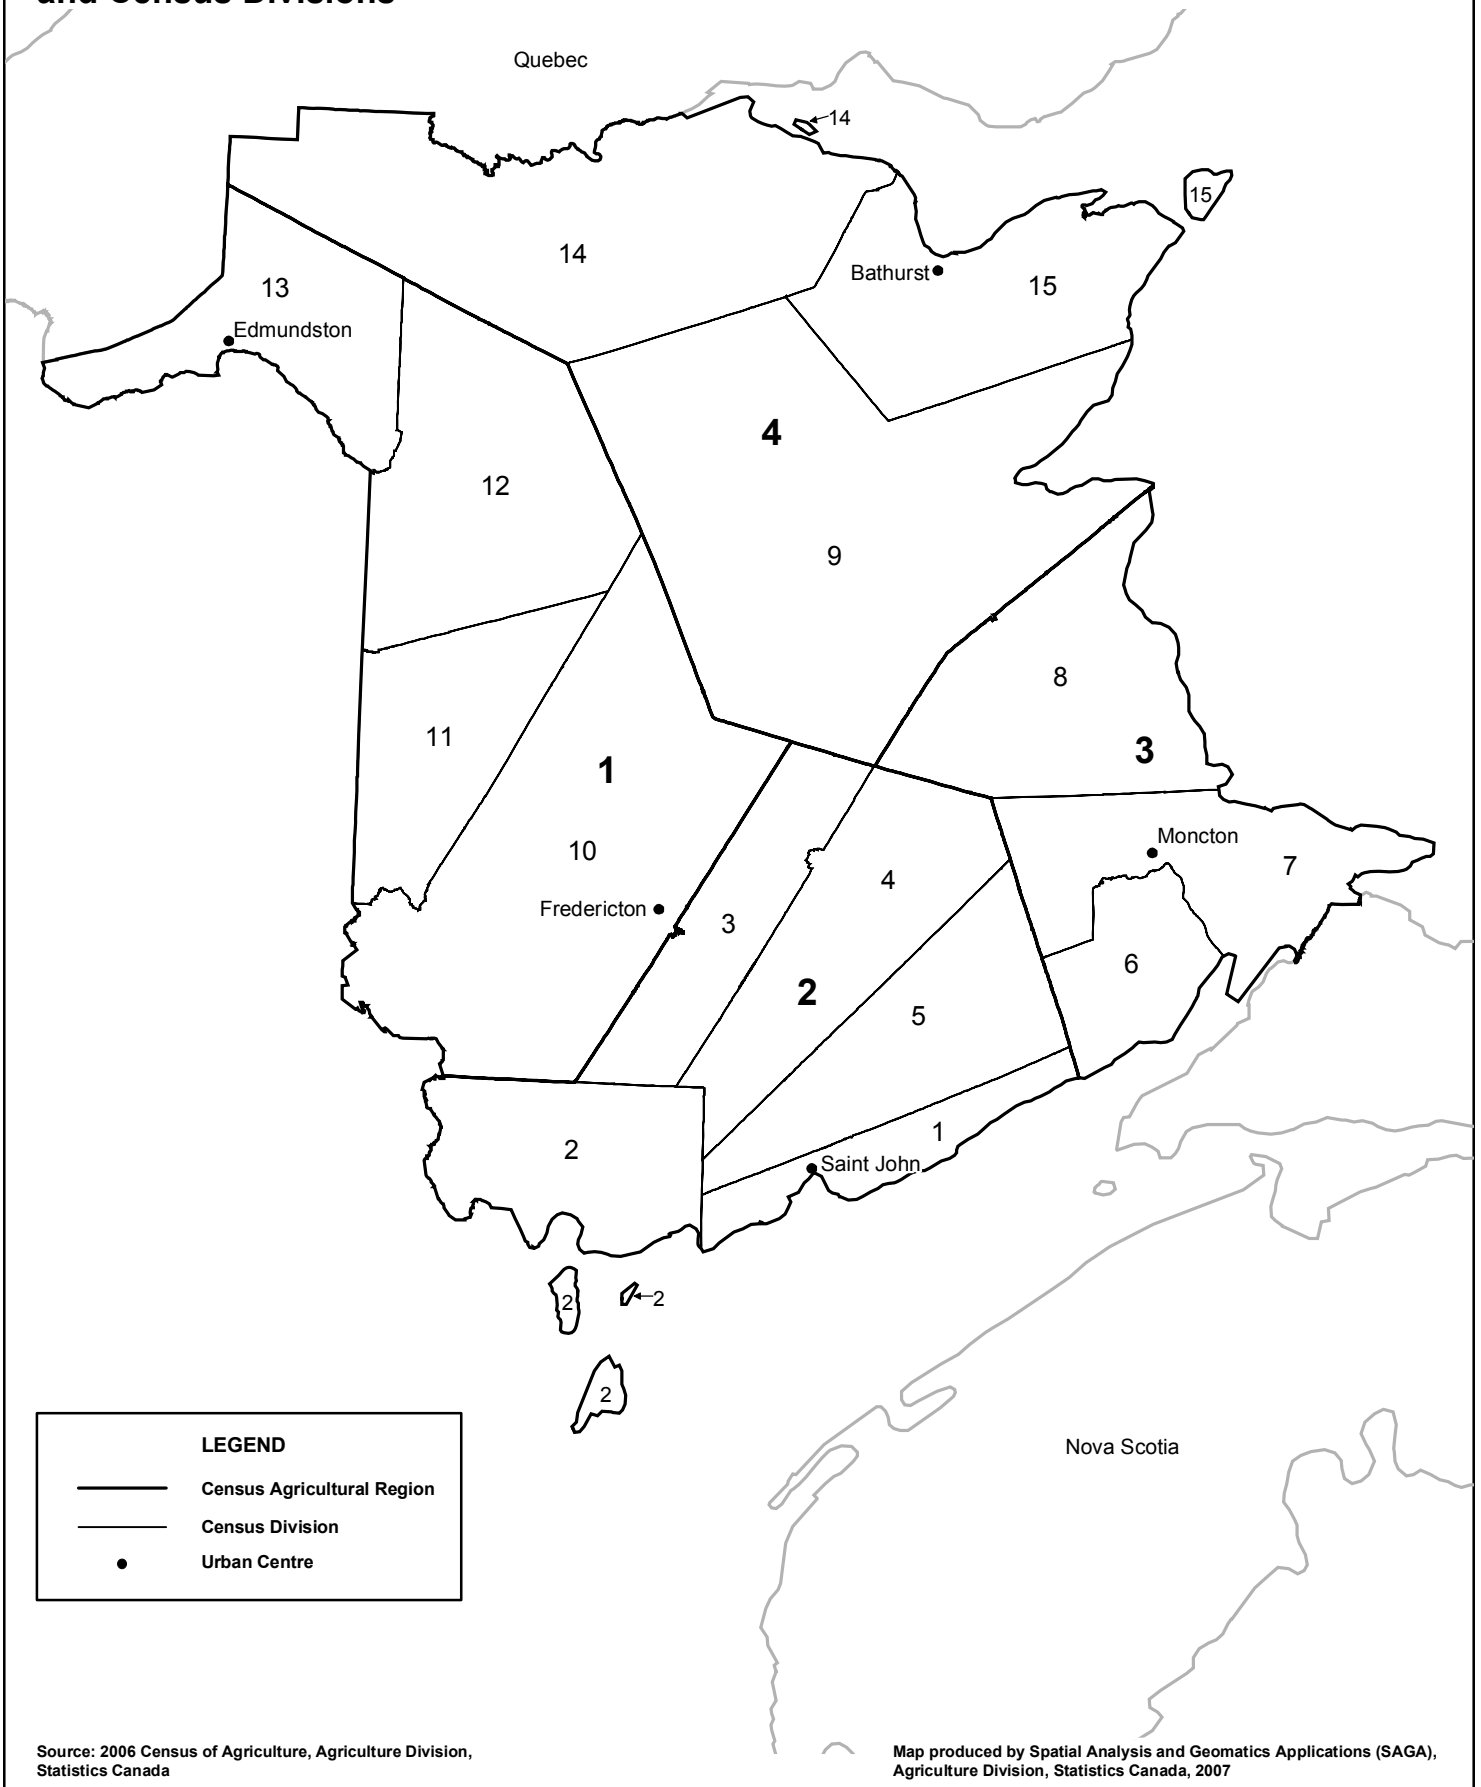 and Census Divisions
Quebec
14
15
14
Bathurst
15
13
Edmundston
4
12
9
8
11
3
1
Moncton
10
7
4
Fredericton
3
6
2
5
1
2
Saint John
2
2
2
LEGEND
Nova Scotia
Census Agricultural Region
Census Division
Urban Centre
Source: 2006 Census of Agriculture, Agriculture Division,
Statistics Canada
Map produced by Spatial Analysis and Geomatics Applications (SAGA),
Agriculture Division, Statistics Canada, 2007